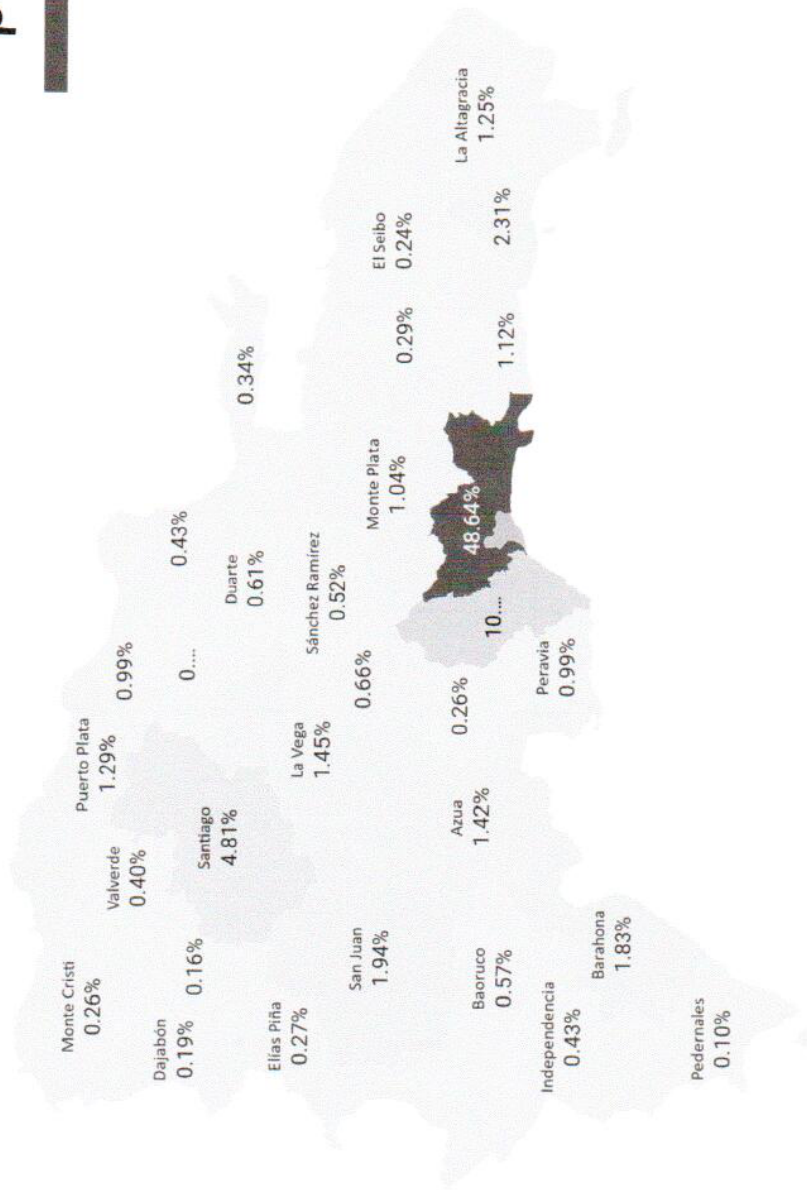 Monte Cristi
0.26%
Puerto Plata
1.29%
Valverde
0.40%
0.99%
Dajabón
0.19%
0.16%
Santiago
4.81%
0....
0.43%
Duarte
0.61%
0.34%
Elías Piña
0.27%
La Vega
1.45%
Sánchez Ramírez
0.52%
San Juan
1.94%
0.66%
Monte Plata
1.04%
0.29%
El Seibo
0.24%
La Altagracia
1.25%
Azua
1.42%
0.26%
10....
48.64%
1.12%
2.31%
Baoruco
0.57%
Peravia
0.99%
Independencia
0.43%
Barahona
1.83%
Pedernales
0.10%